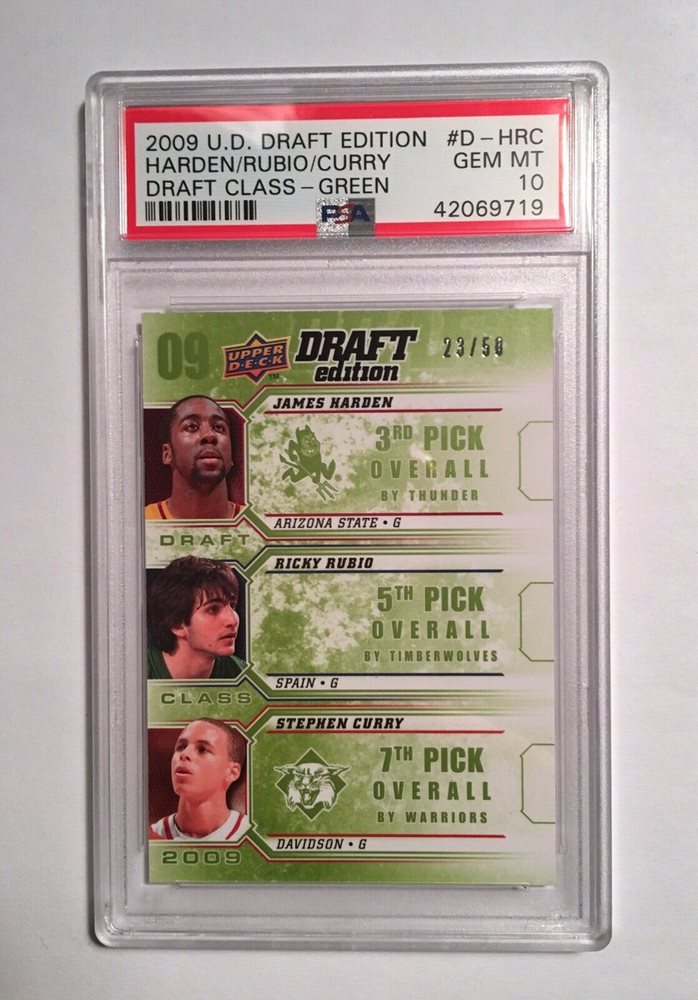 2009 U.D. DRAFT EDITION #D-HRC
HARDEN/RUBIO/CURRY GEM MT
DRAFT CLASS-GREEN 10
PSA 42069719
09 UPPER DECK TM DRAFT edition 23/50
JAMES HARDEN
3RD PICK
OVERALL
BY THUNDER
ARIZONA STATE • G
DRAFT
RICKY RUBIO
5TH PICK
OVERALL
BY TIMBERWOLVES
SPAIN • G
CLASS
STEPHEN CURRY
7TH PICK
OVERALL
BY WARRIORS
DAVIDSON • G
2009